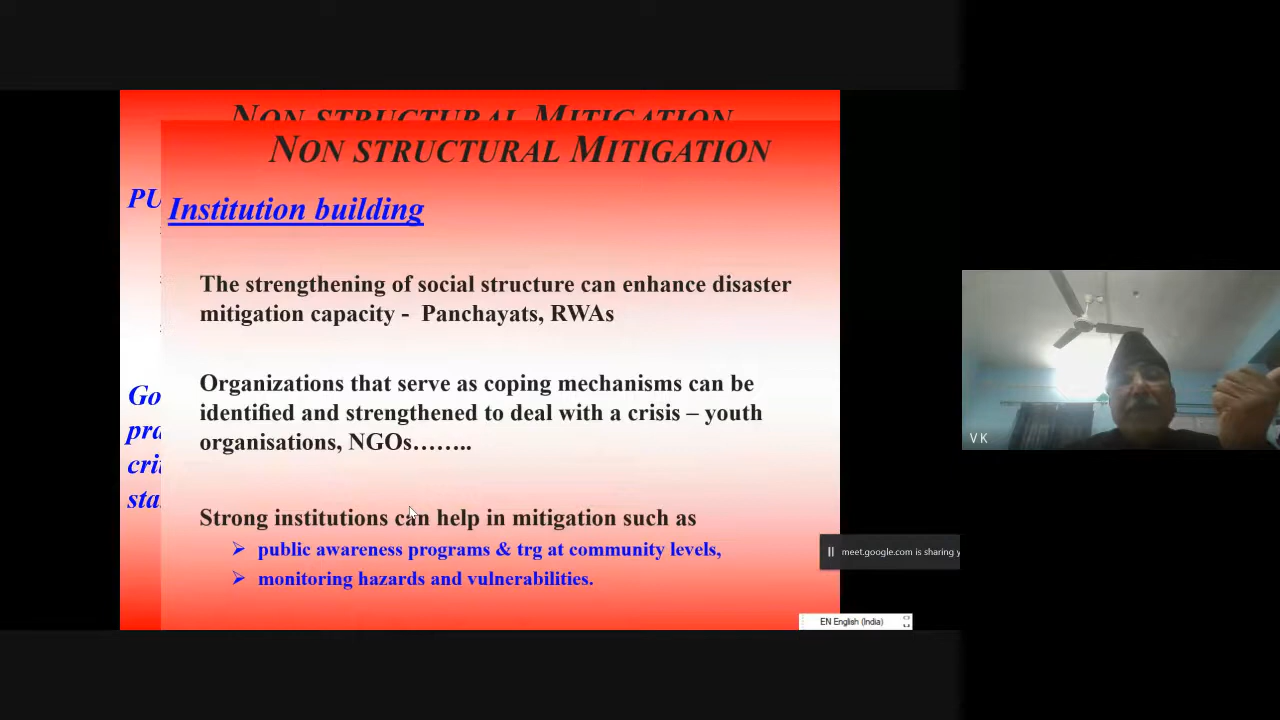 NON STRUCTURAL MITIGATION
NON STRUCTURAL MITIGATION
PU
Institution building
The strengthening of social structure can enhance disaster
mitigation capacity - Panchayats, RWAs
Organizations that serve as coping mechanisms can be
identified and strengthened to deal with a crisis – youth
organisations, NGOs……..
Go
pra
crit
sta
Strong institutions can help in mitigation such as
public awareness programs & trg at community levels,
monitoring hazards and vulnerabilities.
V K
meet.google.com is sharing y
EN English (India)